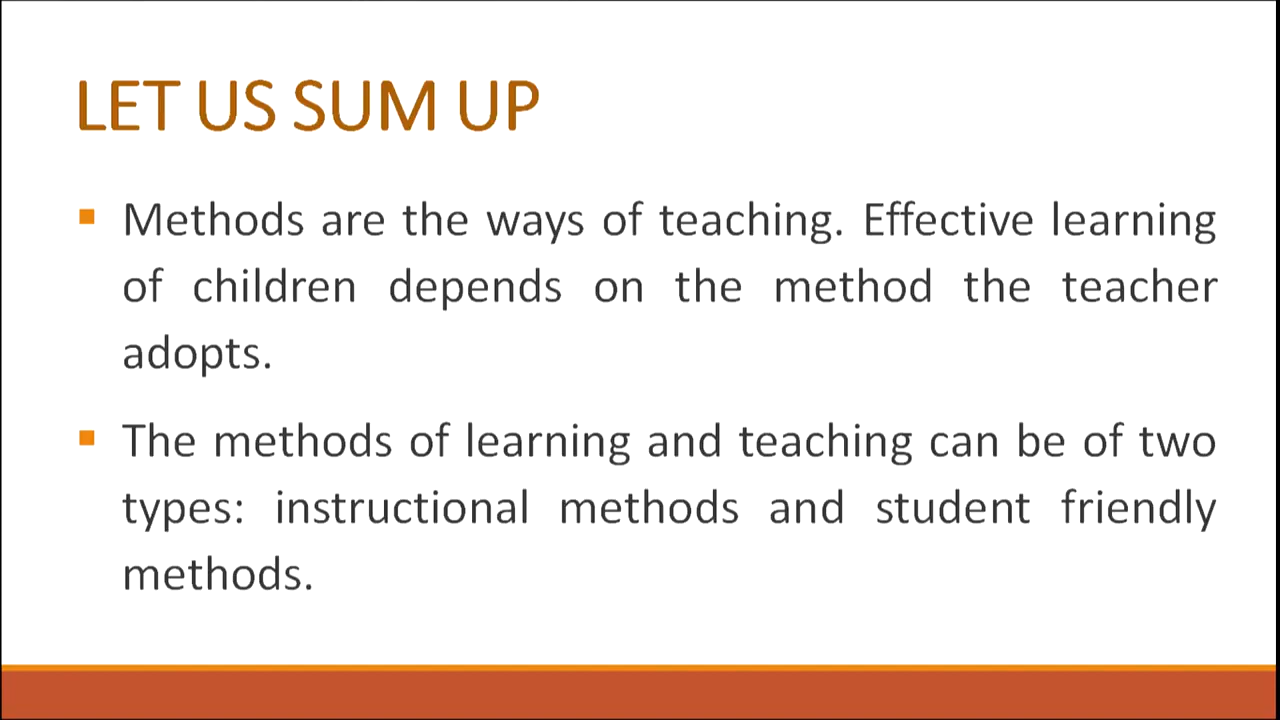 LET US SUM UP
Methods are the ways of teaching. Effective learning
of children depends on the method the teacher
adopts.
The methods of learning and teaching can be of two
types: instructional methods and student friendly
methods.